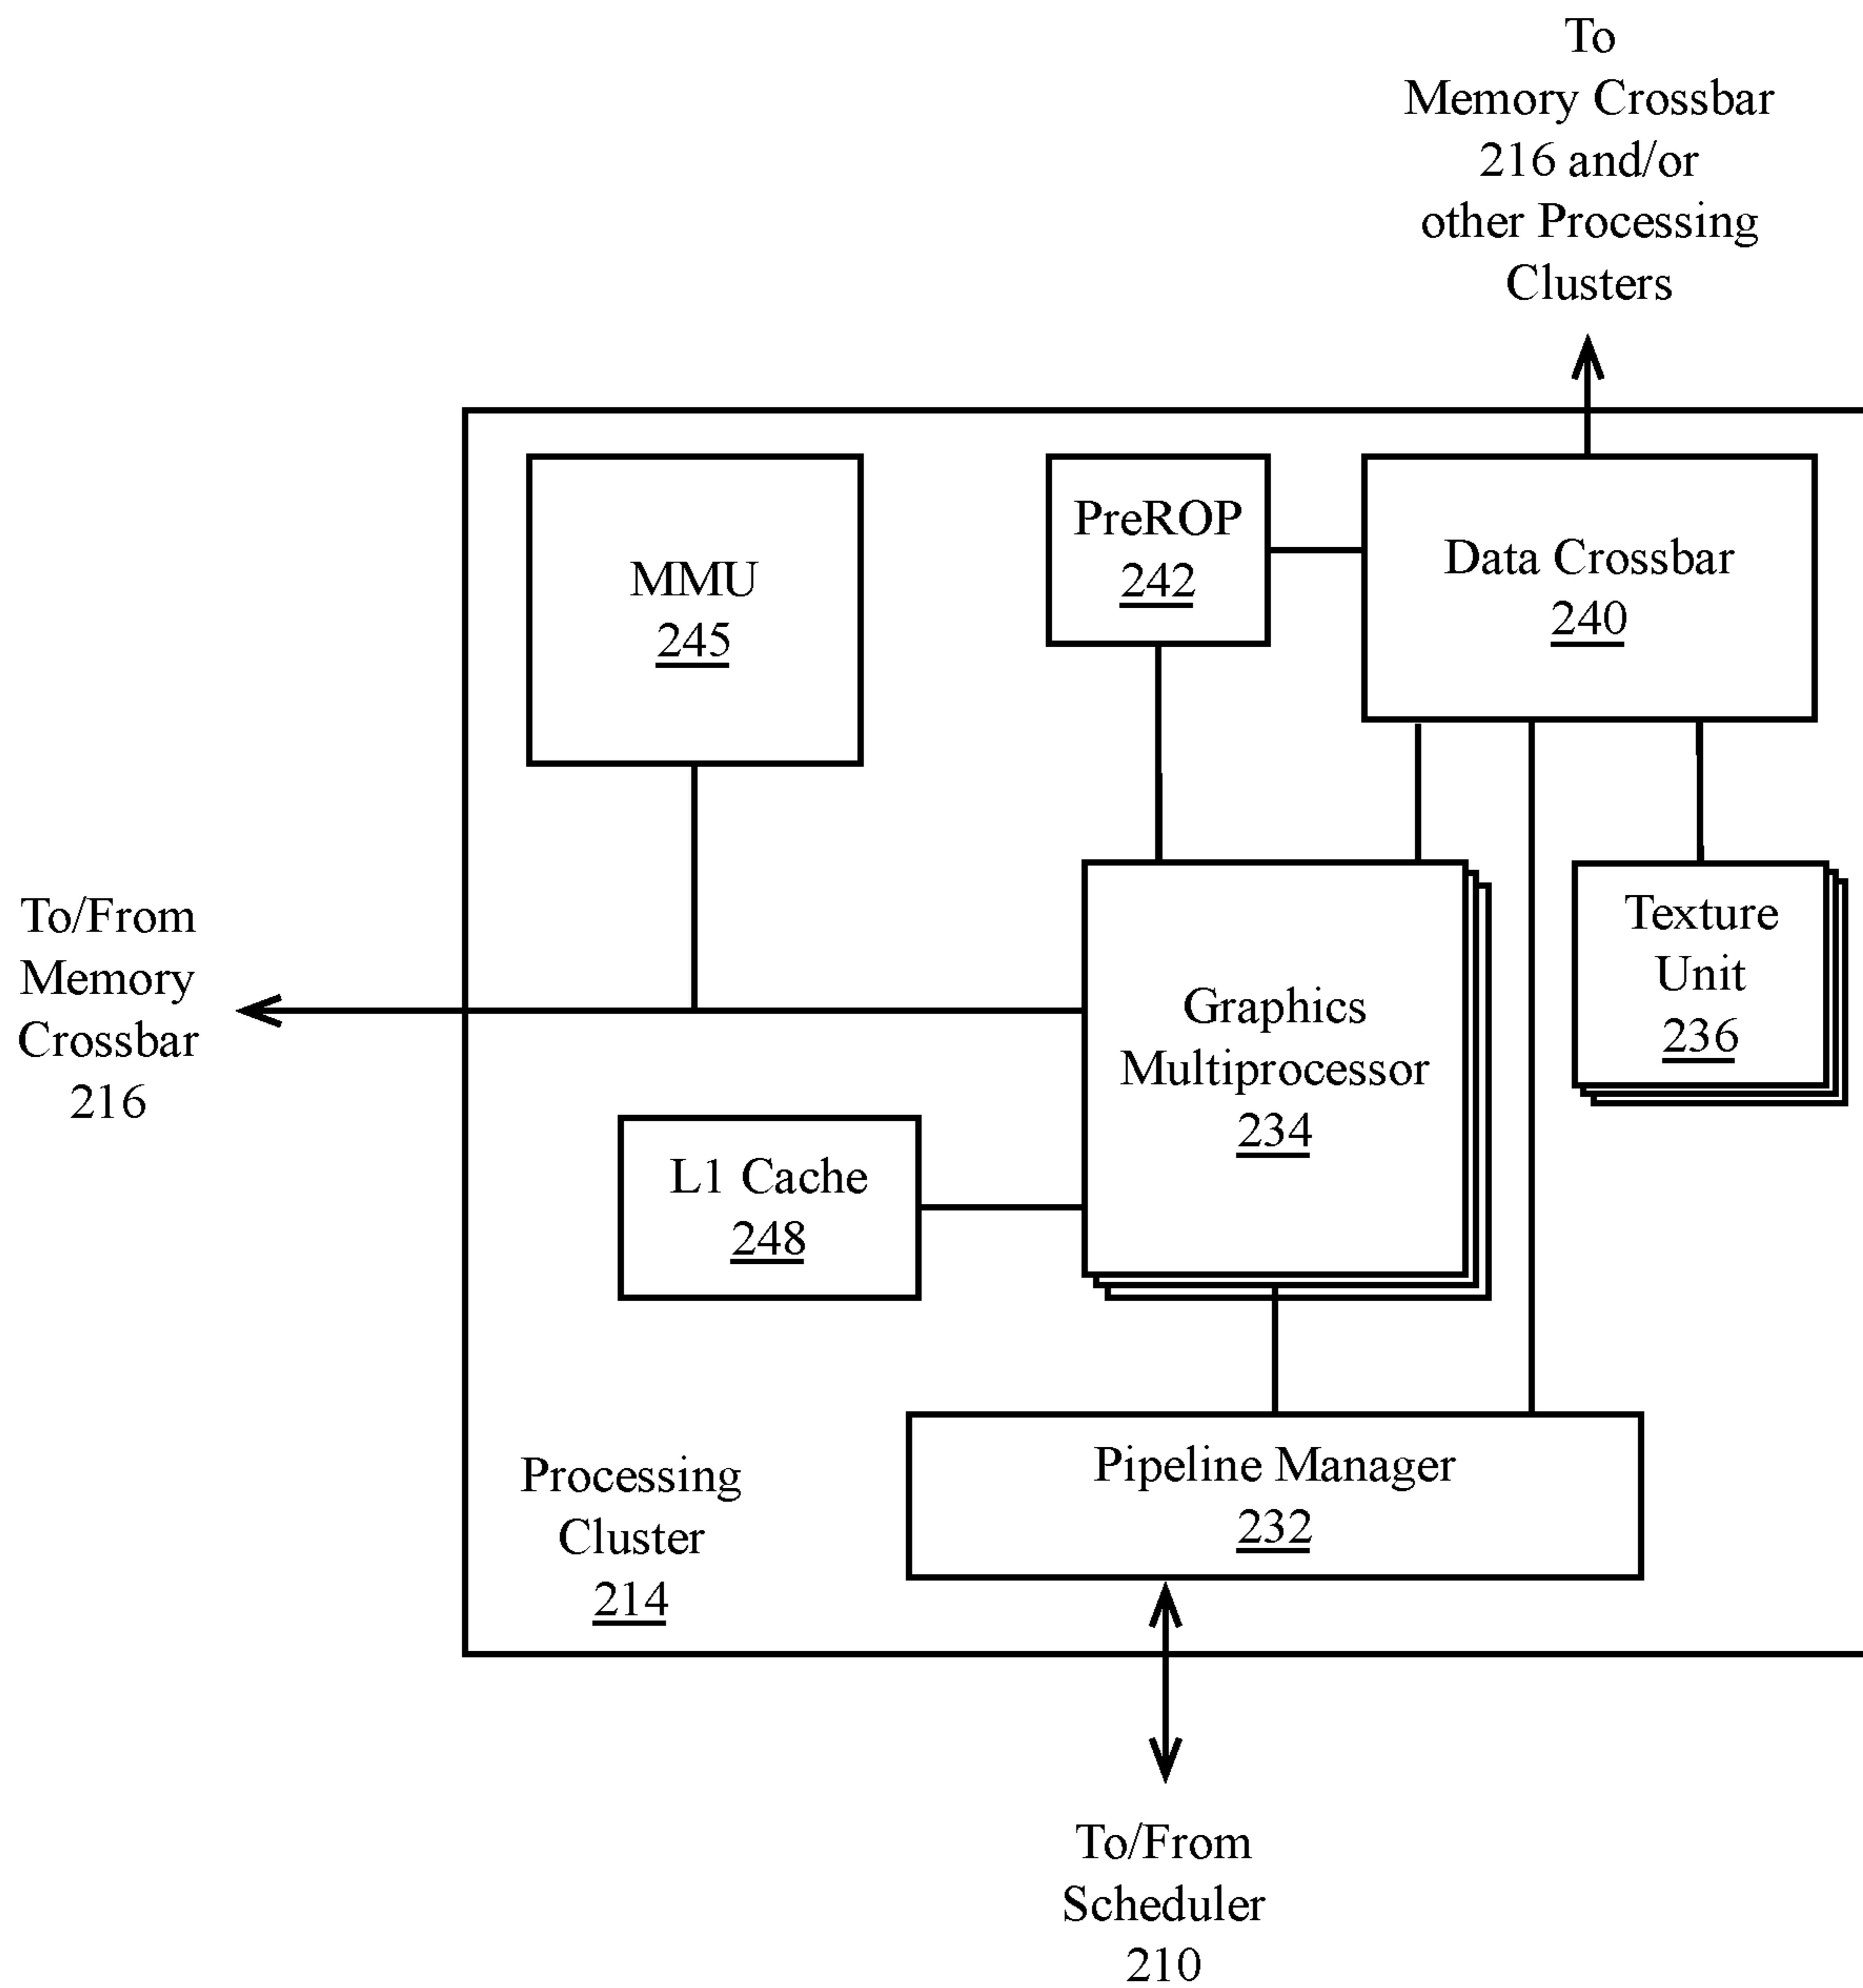 To
Memory Crossbar
216 and/or
other Processing
Clusters
MMU
245
PreROP
242
Data Crossbar
240
To/From
Memory
Crossbar
216
Graphics
Multiprocessor
234
Texture
Unit
236
L1 Cache
248
Processing
Cluster
214
Pipeline Manager
232
To/From
Scheduler
210